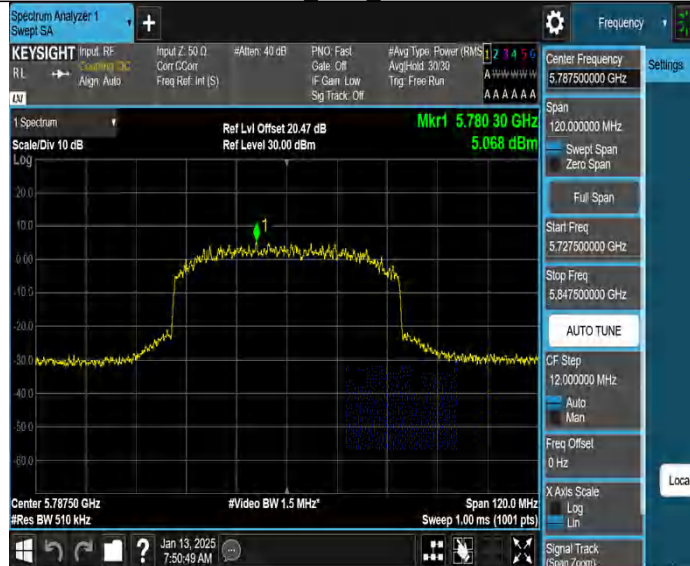 Spectrum Analyzer 1
Swept SA
Frequency
KEYSIGHT
RL
Input: RF
Coupling: DC
Align: Auto
Input Z: 50 Ω
Corr CCorr
Freq Ref: Int (S)
#Atten: 40 dB
PNO: Fast
Gate: Off
IF Gain: Low
Sig Track: Off
#Avg Type: Power (RMS
Avg|Hold: 30/30
Trig: Free Run
1 2 3 4 5 6
A W W W W W
A A A A A A
LXI
1 Spectrum
Scale/Div 10 dB
Log
Ref Lvl Offset 20.47 dB
Ref Level 30.00 dBm
Mkr1 5.780 30 GHz
5.068 dBm
1
20.0
10.0
0.00
-10.0
-20.0
-30.0
-40.0
-50.0
-60.0
Center 5.78750 GHz
#Res BW 510 kHz
#Video BW 1.5 MHz*
Span 120.0 MHz
Sweep 1.00 ms (1001 pts)
?
Jan 13, 2025
7:50:49 AM
Center Frequency
5.787500000 GHz
Settings
Span
120.000000 MHz
Swept Span
Zero Span
Full Span
Start Freq
5.727500000 GHz
Stop Freq
5.847500000 GHz
AUTO TUNE
CF Step
12.000000 MHz
Auto
Man
Freq Offset
0 Hz
X Axis Scale
Log
Lin
Loca
Signal Track
(Span Zoom)